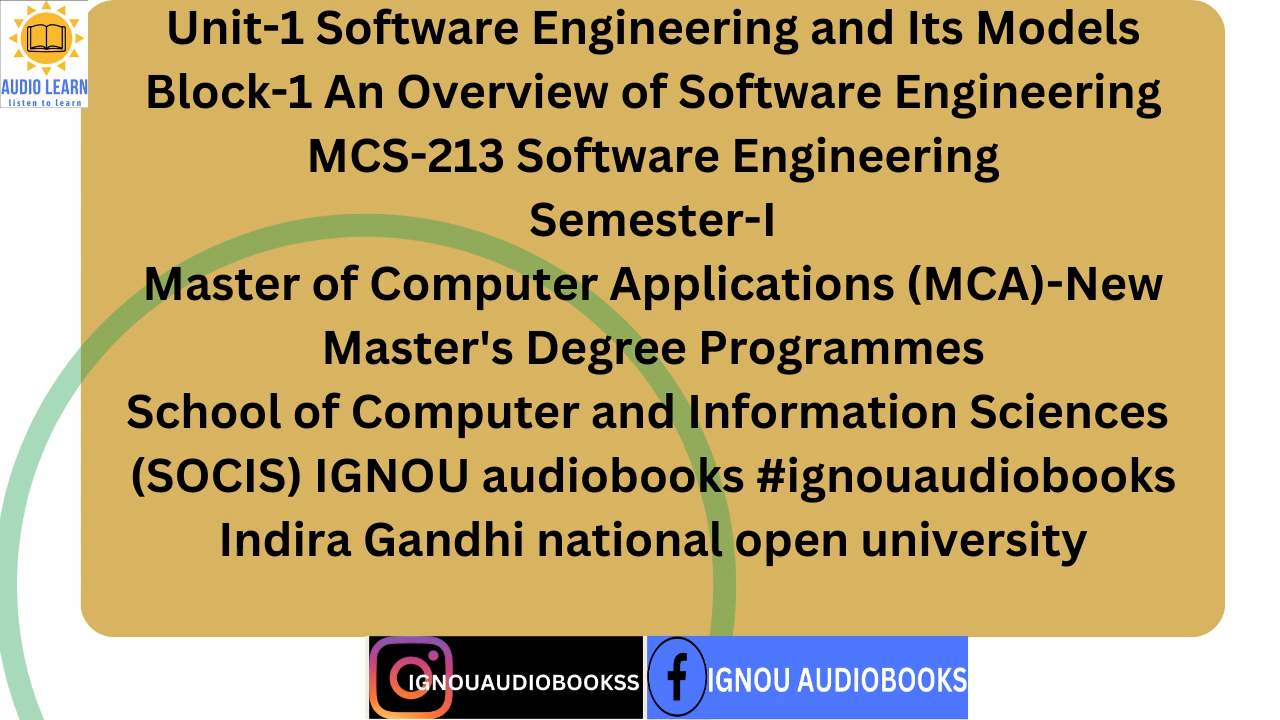 AUDIO LEARN
listen to learn
Unit-1 Software Engineering and Its Models
Block-1 An Overview of Software Engineering
MCS-213 Software Engineering
Semester-I
Master of Computer Applications (MCA)-New
Master's Degree Programmes
School of Computer and Information Sciences
(SOCIS) IGNOU audiobooks #ignouaudiobooks
Indira Gandhi national open university
IGNOUAUDIOBOOKSS
IGNOU AUDIOBOOKS